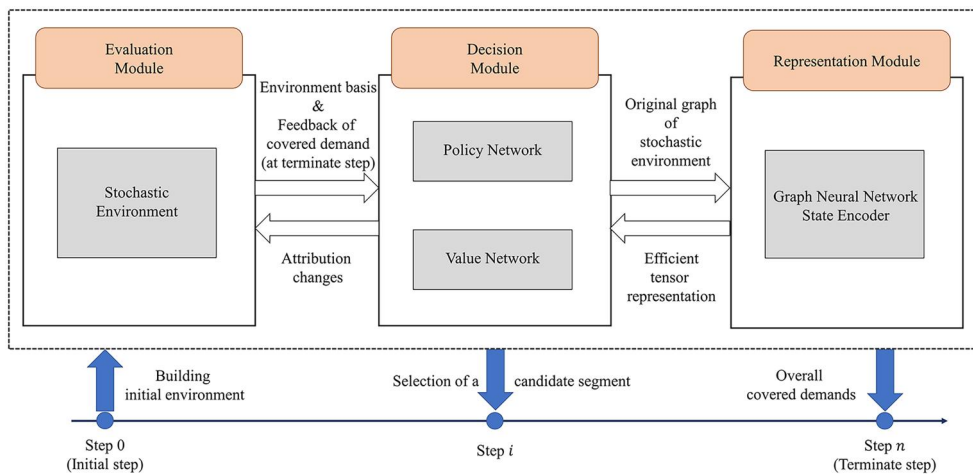 Evaluation
Module
Decision
Module
Representation Module
Environment basis
&
Feedback of
covered demand
(at terminate step)
Original graph
of
stochastic
environment
Stochastic
Environment
Policy Network
Value Network
Graph Neural Network
State Encoder
Attribution
changes
Efficient
tensor
representation
Building
initial environment
Selection of a candidate segment
Overall
covered demands
Step 0
(Initial step)
Step i
Step n
(Terminate step)